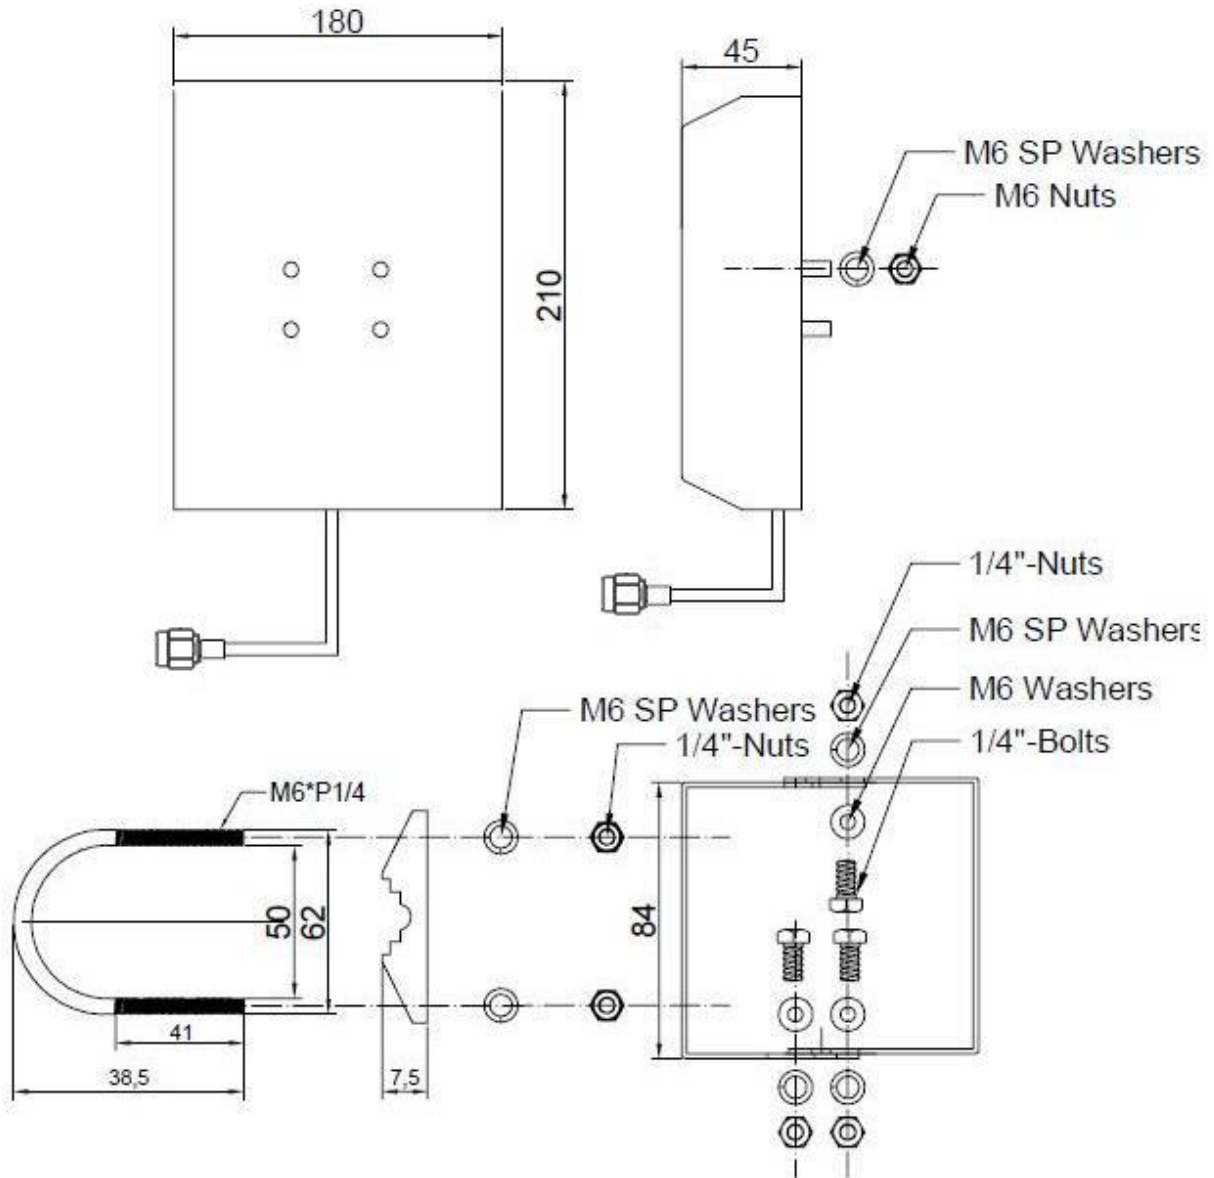 180
45
M6 SP Washers
M6 Nuts
210
1/4"-Nuts
M6 SP Washers
M6 Washers
1/4"-Bolts
M6 SP Washers
1/4"-Nuts
M6*P1/4
50
62
84
41
38,5
7,5